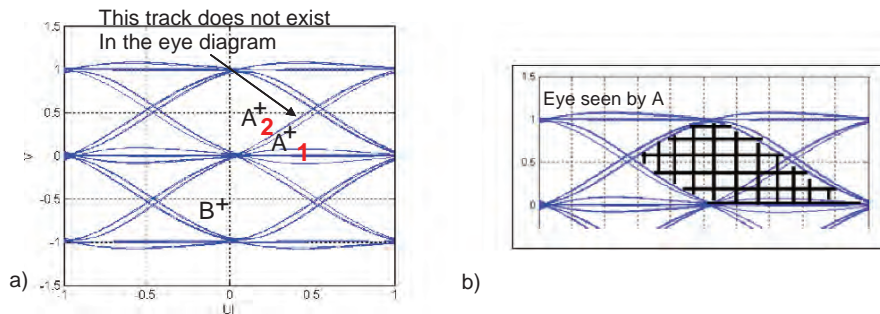 This track does not exist
In the eye diagram
1.5
1
0.5
0
-0.5
-1
-1.5
V
A+
2
A+
1
B+
-1
-0.5
0
0.5
1
UI
a)
1.5
1
0.5
0
Eye seen by A
b)